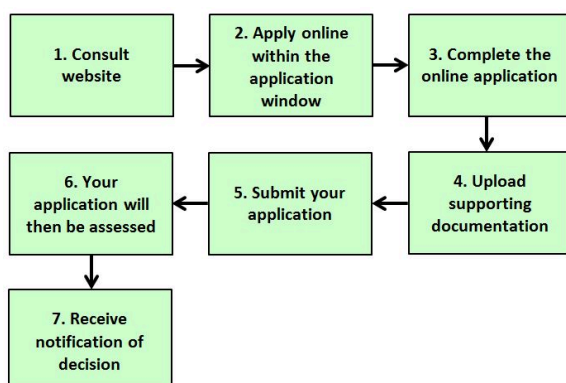 1. Consult
website
2. Apply online
within the
application
window
3. Complete the
online application
4. Upload
supporting
documentation
5. Submit your
application
6. Your
application will
then be assessed
7. Receive
notification of
decision